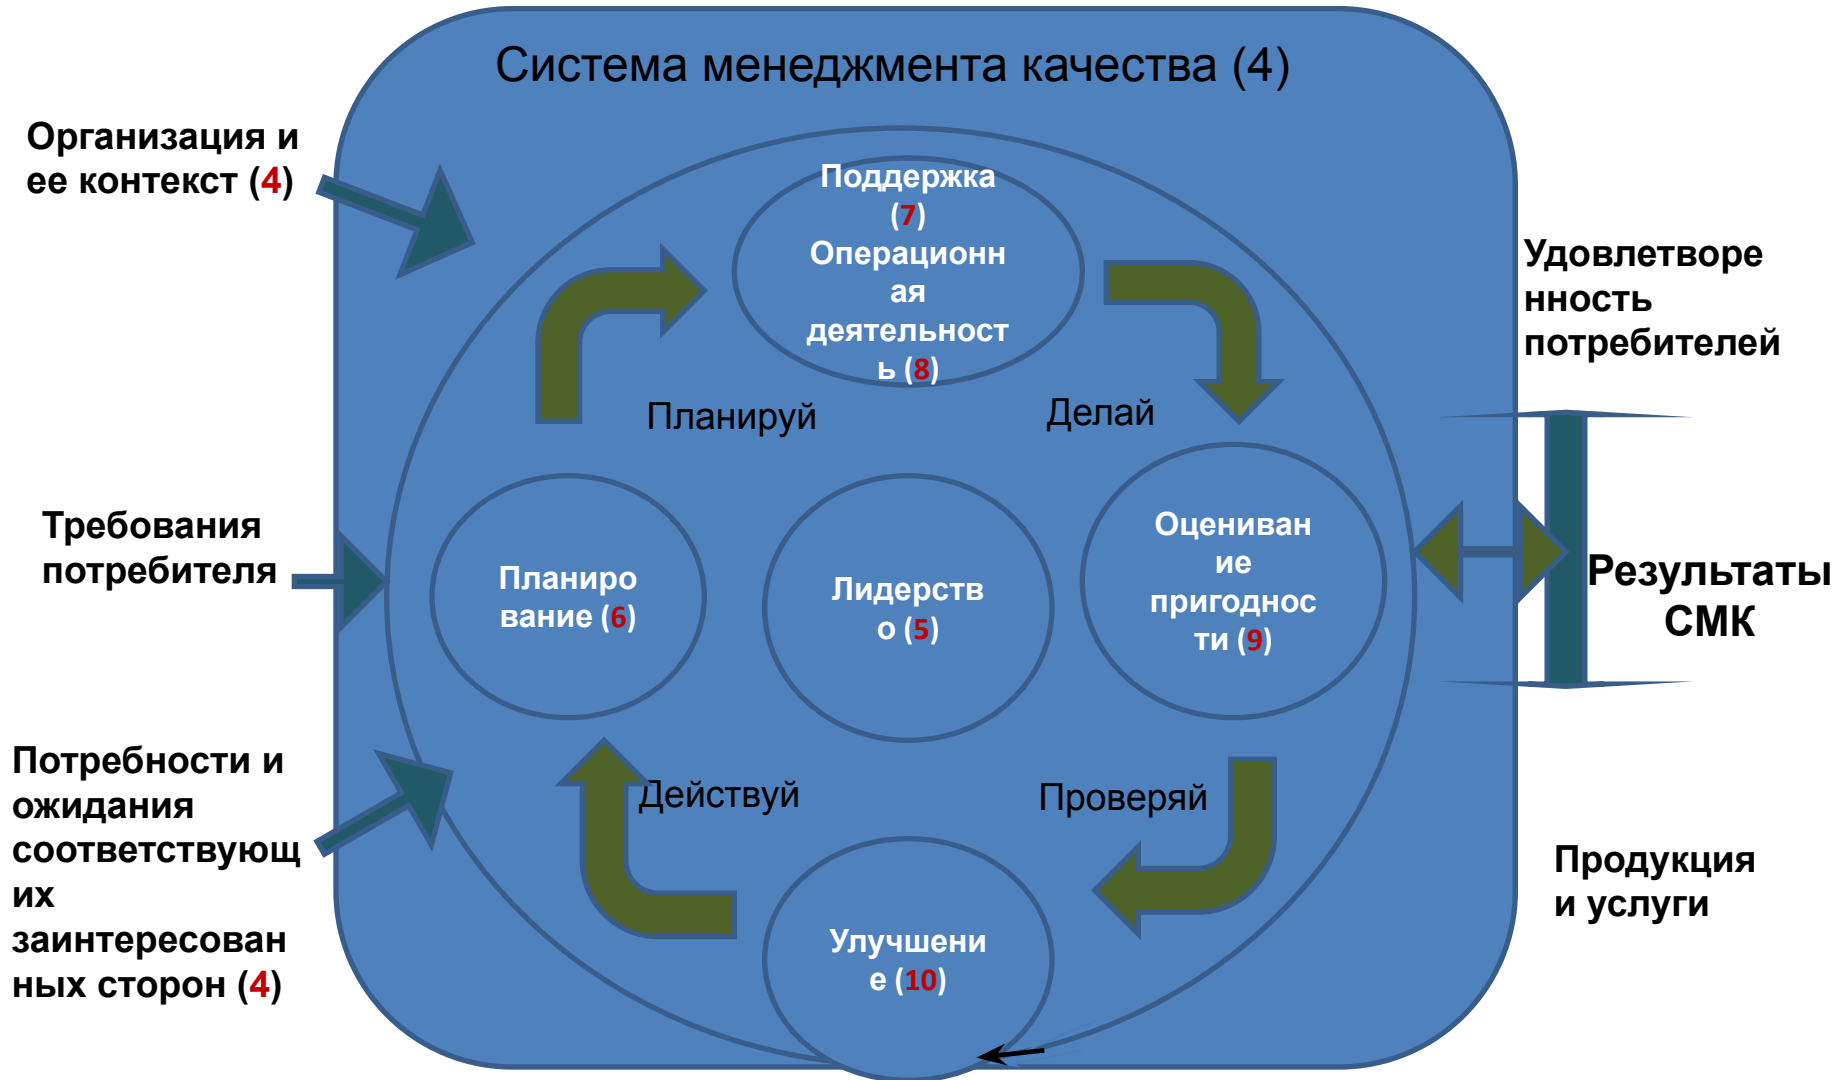 Система менеджмента качества (4)
Организация и
ее контекст (4)
Требования
потребителя
Потребности и
ожидания
соответствующ
их
заинтересован
ных сторон (4)
Поддержка
(7)
Операционн
ая
деятельност
ь (8)
Планируй
Делай
Планиро
вание (6)
Лидерств
о (5)
Оцениван
ие
пригоднос
ти (9)
Действуй
Проверяй
Улучшени
е (10)
Удовлетворе
нность
потребителей
Результаты
СМК
Продукция
и услуги